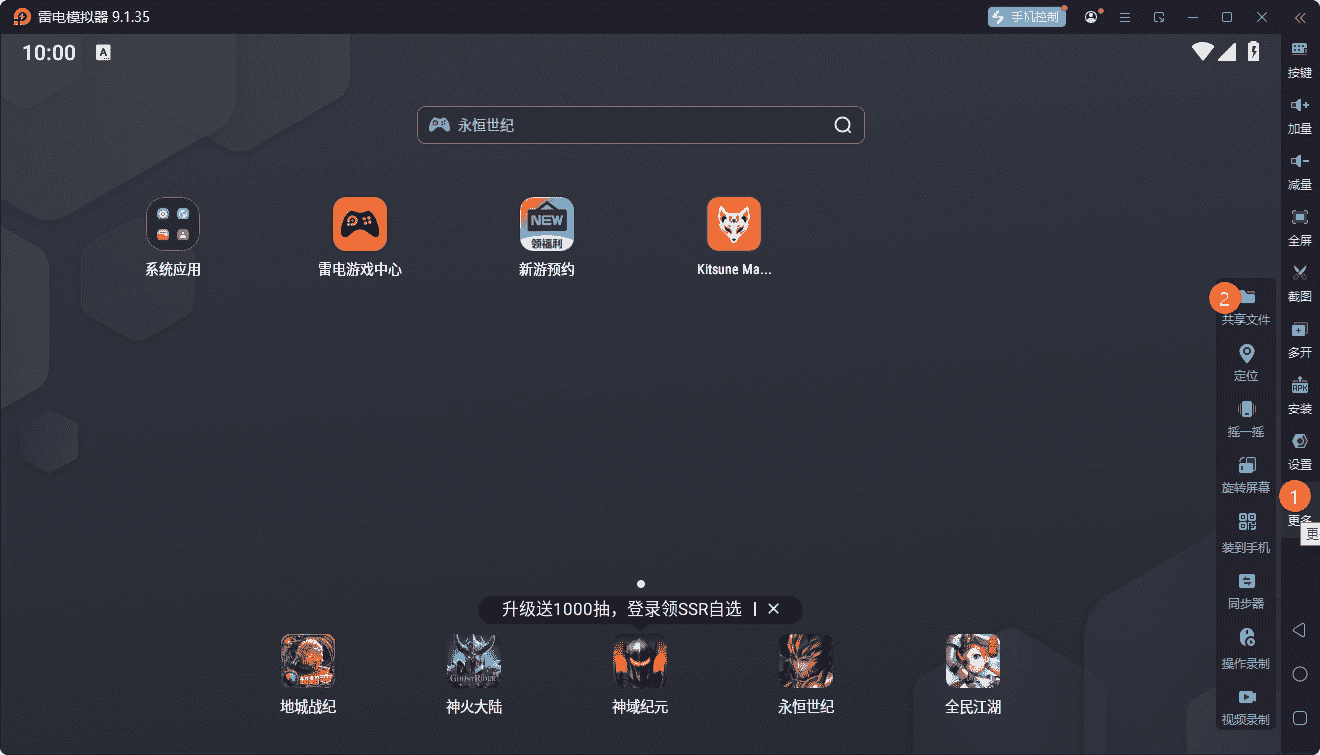 雷电模拟器 9.1.35
手机控制
10:00
A
永恒世纪
系统应用
雷电游戏中心
NEW
领福利
新游预约
Kitsune Ma...
按键
加量
减量
全屏
截图
多开
APK
安装
设置
1
更多
更
2
共享文件
定位
摇一摇
旋转屏幕
装到手机
同步器
操作录制
视频录制
升级送1000抽，登录领SSR自选
地城战纪
GHOSTRIDER
神火大陆
神域纪元
永恒世纪
全民江湖